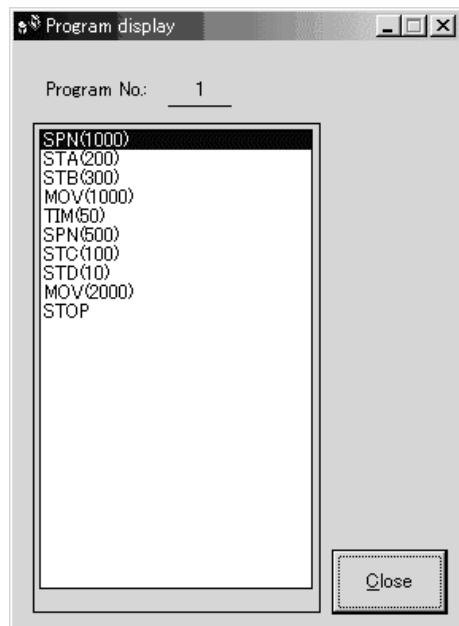 Program display
Program No.: 1
SPN(1000)
STA(200)
STB(300)
MOV(1000)
TIM(50)
SPN(500)
STC(100)
STD(10)
MOV(2000)
STOP
Close